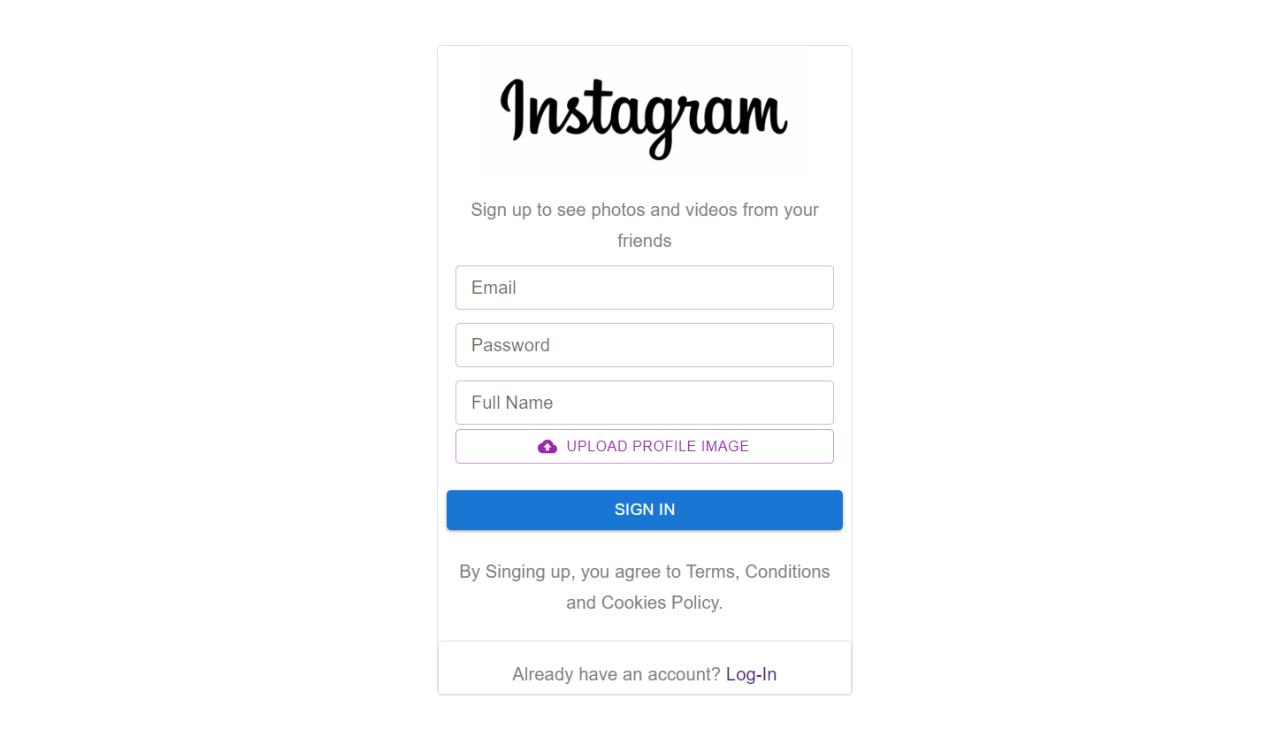 Instagram
Sign up to see photos and videos from your
friends
Email
Password
Full Name
UPLOAD PROFILE IMAGE
SIGN IN
By Singing up, you agree to Terms, Conditions
and Cookies Policy.
Already have an account? Log-In